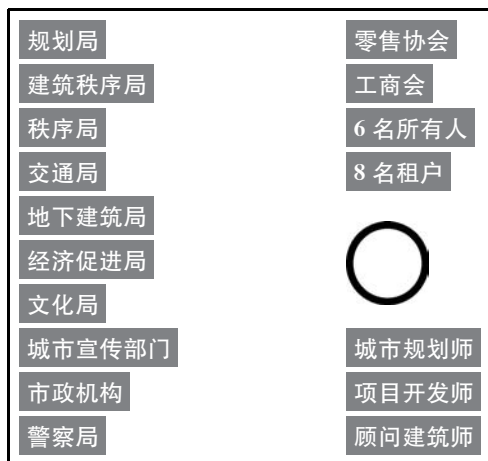 规划局
建筑秩序局
秩序局
交通局
地下建筑局
经济促进局
文化局
城市宣传部门
市政机构
警察局
零售协会
工商会
6 名所有人
8 名租户
城市规划师
项目开发师
顾问建筑师